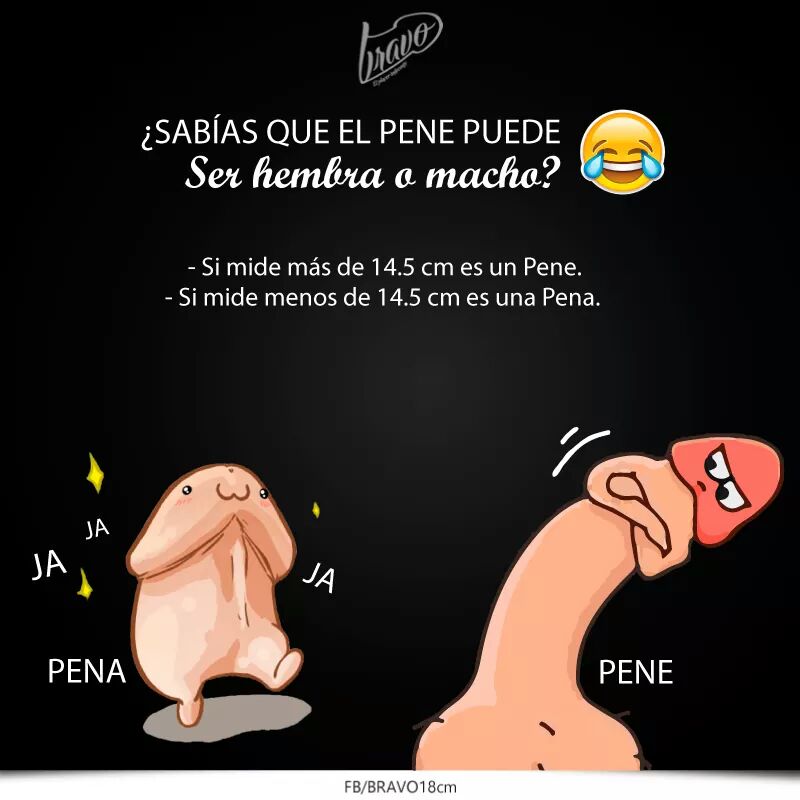 bravo
¿SABÍAS QUE EL PENE PUEDE
Ser hembra o macho?
- Si mide más de 14.5 cm es un Pene.
- Si mide menos de 14.5 cm es una Pena.
JA
JA
JA
PENA
PENE
FB/BRAVO18cm